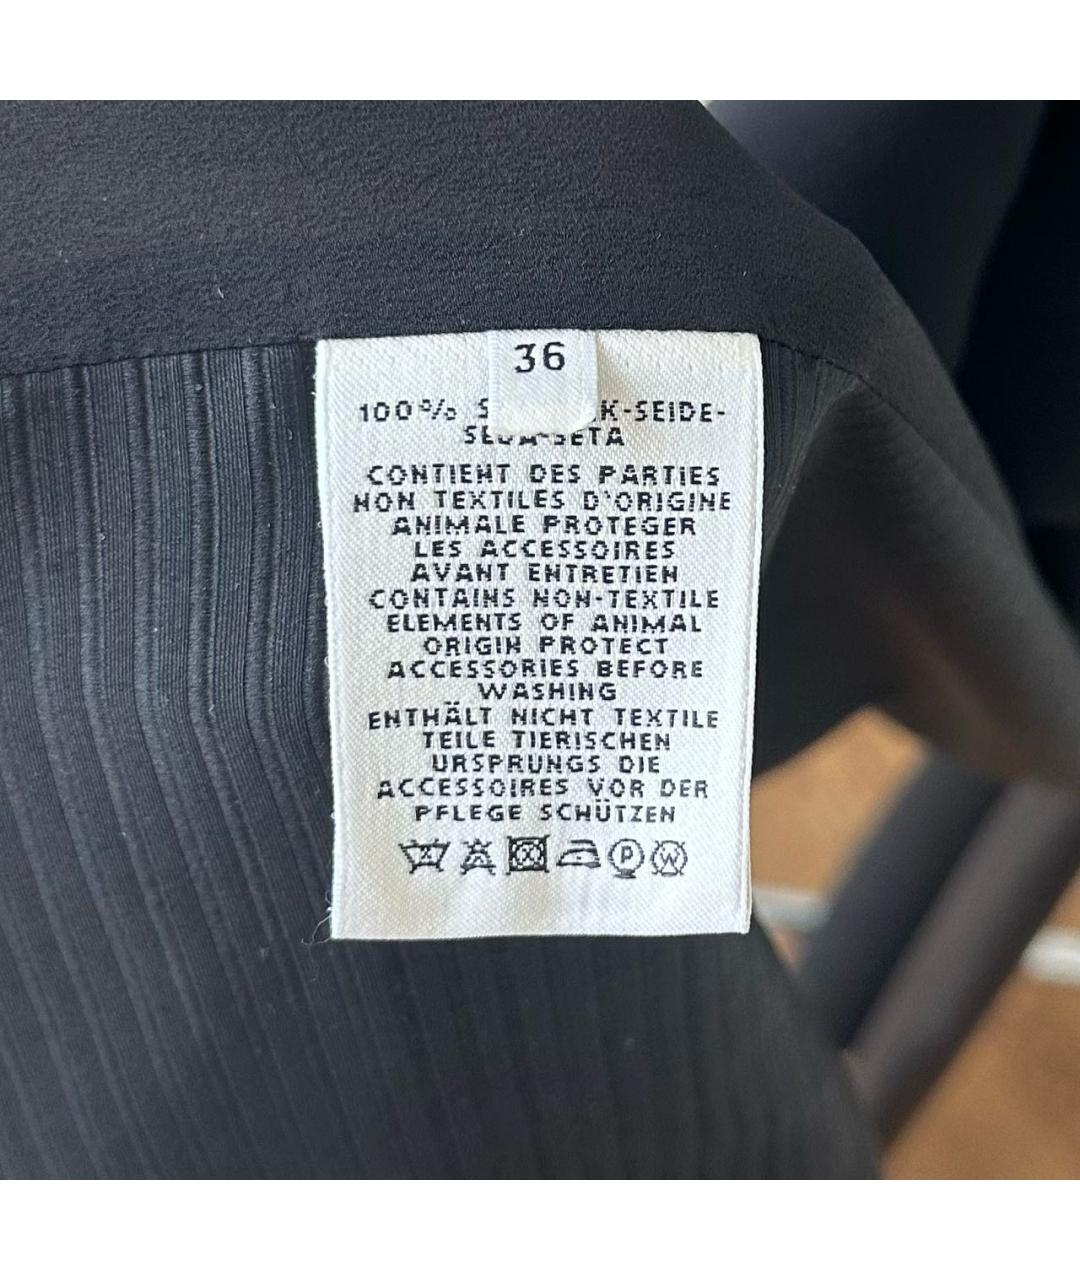 36
100% K-SEIDE-
SEDA-SETA
CONTIENT DES PARTIES
NON TEXTILES D'ORIGINE
ANIMALE PROTEGER
LES ACCESSOIRES
AVANT ENTRETIEN
CONTAINS NON-TEXTILE
ELEMENTS OF ANIMAL
ORIGIN PROTECT
ACCESSORIES BEFORE
WASHING
ENTHÄLT NICHT TEXTILE
TEILE TIERISCHEN
URSPRUNGS DIE
ACCESSOIRES VOR DER
PFLEGE SCHÜTZEN
P W